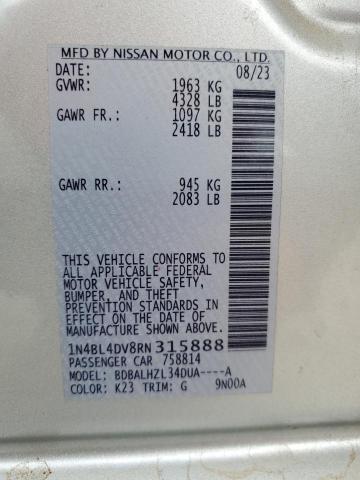 MFD BY NISSAN MOTOR CO., LTD.
DATE: 08/23
GVWR: 1963 KG
4328 LB
GAWR FR.: 1097 KG
2418 LB
GAWR RR.: 945 KG
2083 LB
THIS VEHICLE CONFORMS TO
ALL APPLICABLE FEDERAL
MOTOR VEHICLE SAFETY,
BUMPER, AND THEFT
PREVENTION STANDARDS IN
EFFECT ON THE DATE OF
MANUFACTURE SHOWN ABOVE.
1N4BL4DV8RN315888
PASSENGER CAR 758814
MODEL: BDBALHZL34DUA----A
COLOR: K23 TRIM: G 9N00A